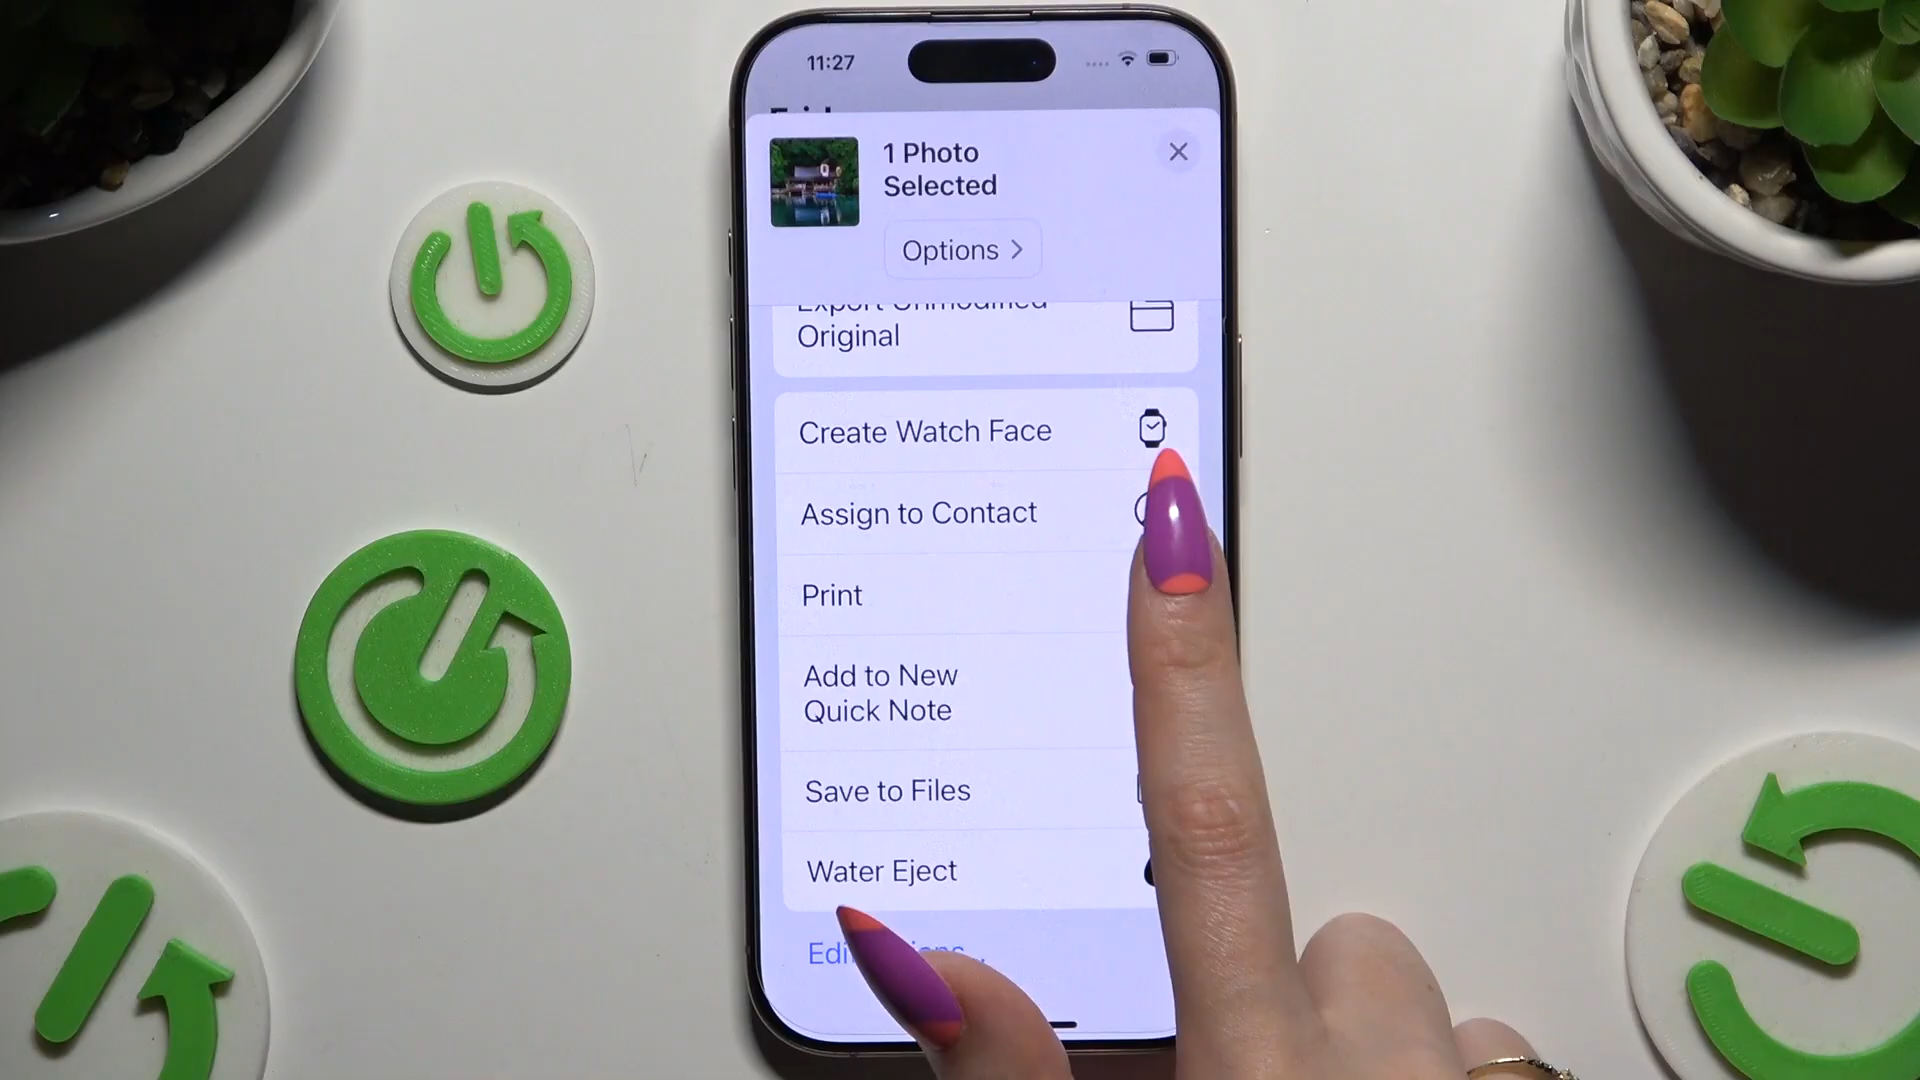 11:27
1 Photo
Selected
Options
Export Unmodified
Original
Create Watch Face
Assign to Contact
Print
Add to New
Quick Note
Save to Files
Water Eject